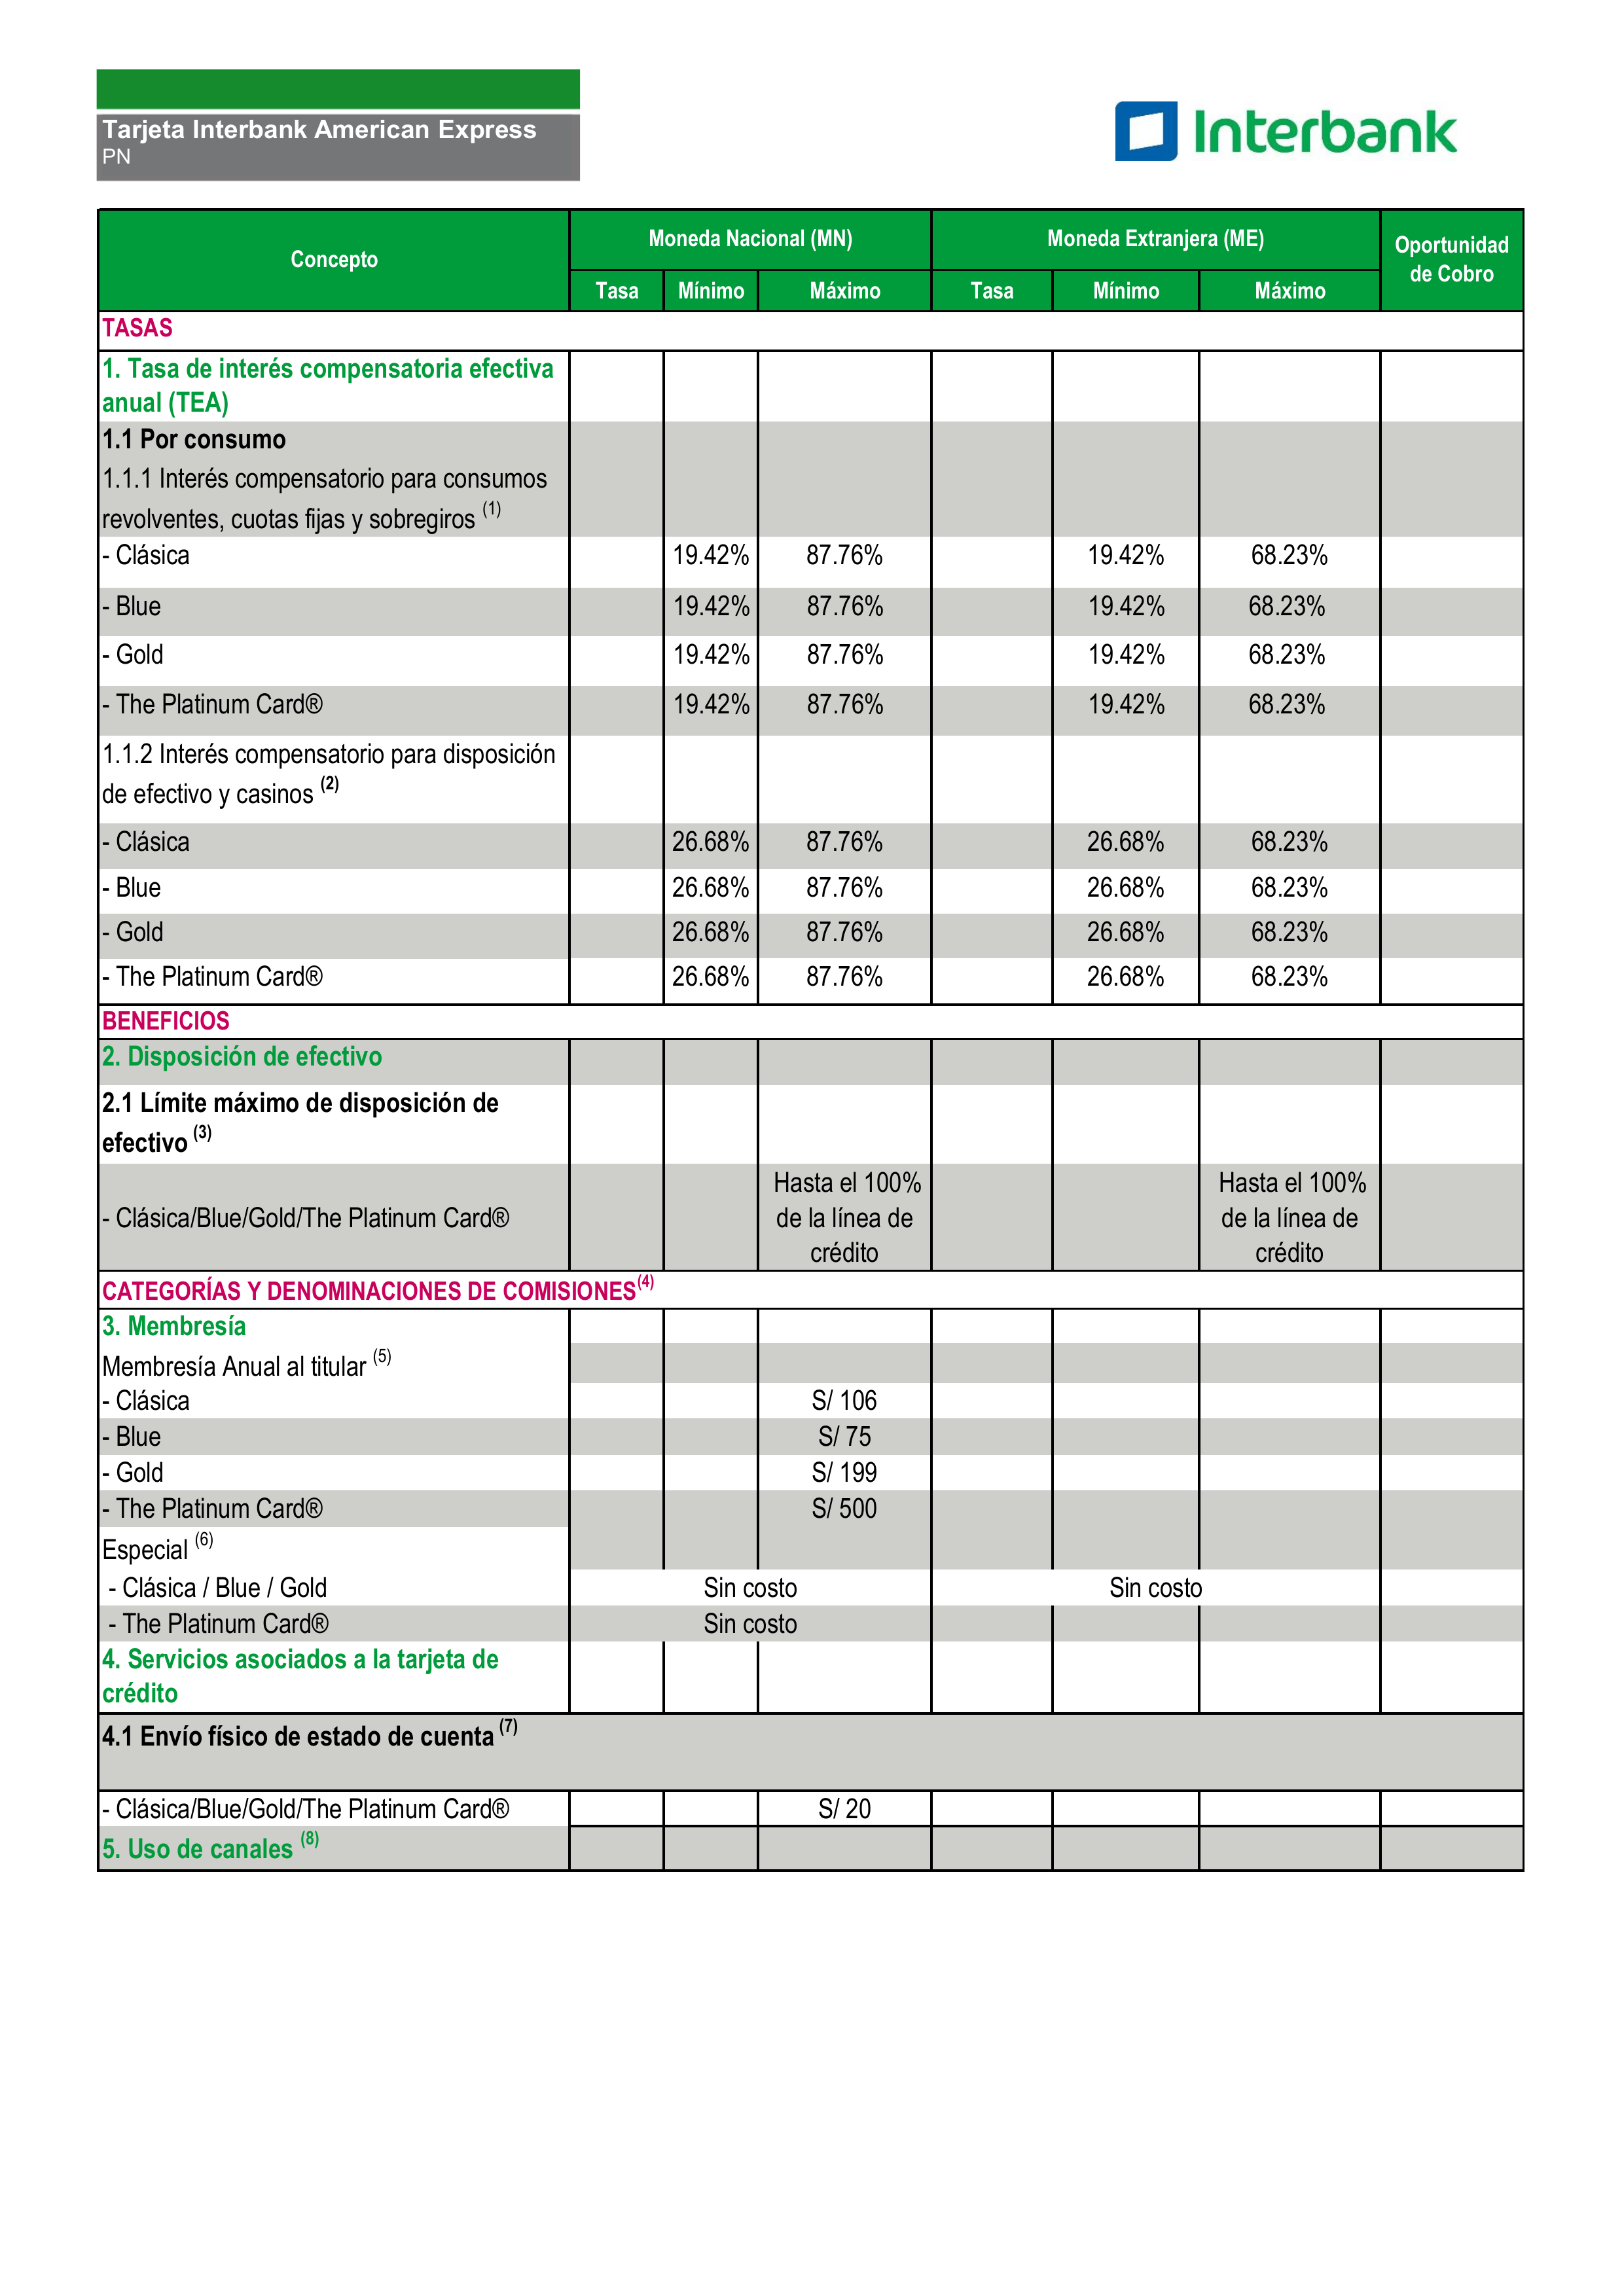 Tarjeta Interbank American Express
PN
Interbank
Concepto
Moneda Nacional (MN)
Moneda Extranjera (ME)
Oportunidad
de Cobro
Tasa Mínimo Máximo Tasa Mínimo Máximo
TASAS
1. Tasa de interés compensatoria efectiva
anual (TEA)
1.1 Por consumo
1.1.1 Interés compensatorio para consumos
revolventes, cuotas fijas y sobregiros (1)
- Clásica 19.42% 87.76% 19.42% 68.23%
- Blue 19.42% 87.76% 19.42% 68.23%
- Gold 19.42% 87.76% 19.42% 68.23%
- The Platinum Card® 19.42% 87.76% 19.42% 68.23%
1.1.2 Interés compensatorio para disposición
de efectivo y casinos (2)
- Clásica 26.68% 87.76% 26.68% 68.23%
- Blue 26.68% 87.76% 26.68% 68.23%
- Gold 26.68% 87.76% 26.68% 68.23%
- The Platinum Card® 26.68% 87.76% 26.68% 68.23%
BENEFICIOS
2. Disposición de efectivo
2.1 Límite máximo de disposición de
efectivo (3)
Hasta el 100% Hasta el 100%
- Clásica/Blue/Gold/The Platinum Card® de la línea de de la línea de
crédito crédito
CATEGORÍAS Y DENOMINACIONES DE COMISIONES(4)
3. Membresía
Membresía Anual al titular (5)
- Clásica S/ 106
- Blue S/ 75
- Gold S/ 199
- The Platinum Card® S/ 500
Especial (6)
- Clásica / Blue / Gold Sin costo Sin costo
- The Platinum Card® Sin costo
4. Servicios asociados a la tarjeta de
crédito
4.1 Envío físico de estado de cuenta (7)
- Clásica/Blue/Gold/The Platinum Card® S/ 20
5. Uso de canales (8)